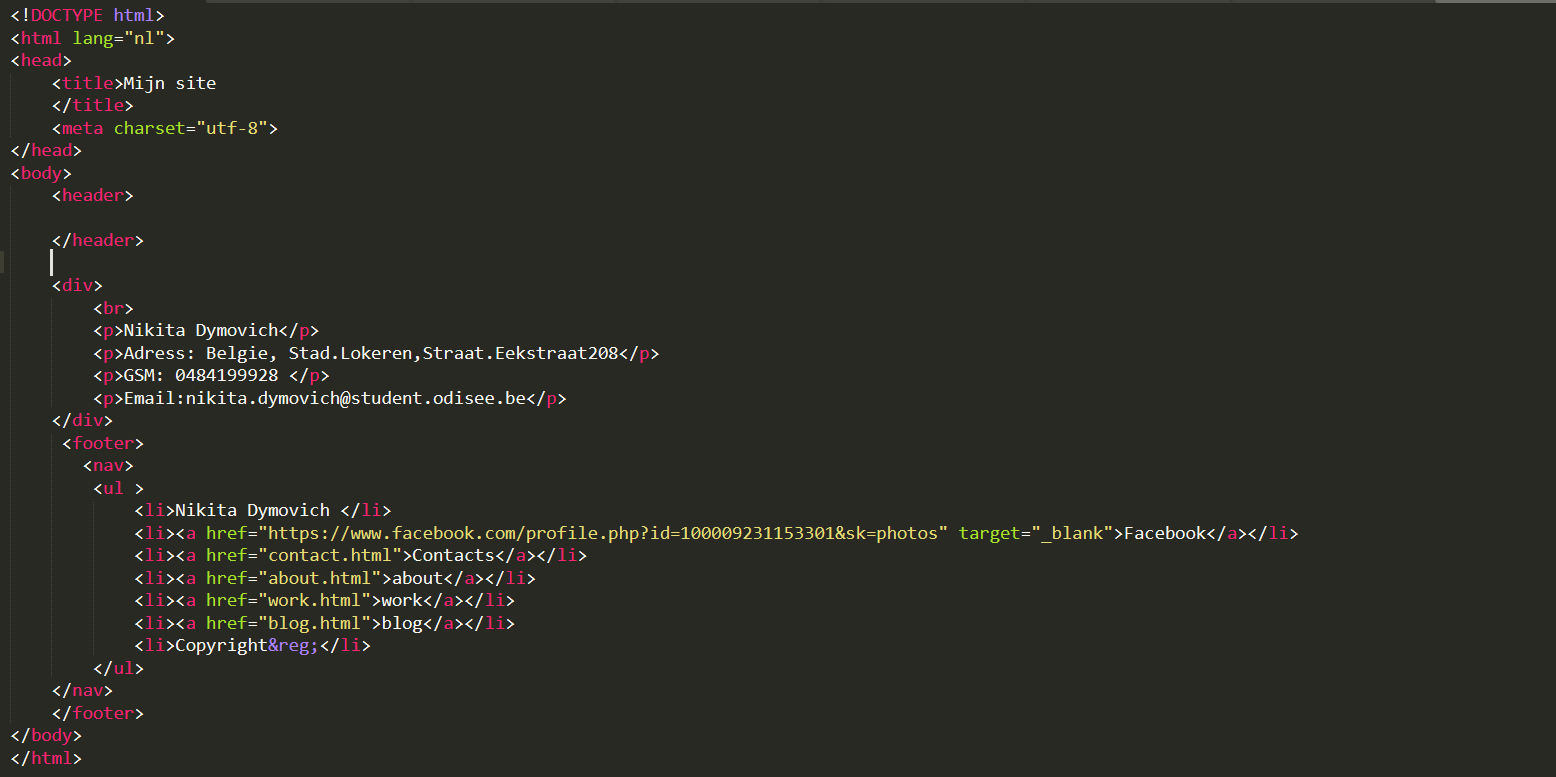 <!DOCTYPE html>
<html lang="nl">
<head>
    <title>Mijn site
    </title>
    <meta charset="utf-8">
</head>
<body>
    <header>

    </header>

    <div>
        <br>
        <p>Nikita Dymovich</p>
        <p>Adress: Belgie, Stad.Lokeren,Straat.Eekstraat208</p>
        <p>GSM: 0484199928 </p>
        <p>Email:nikita.dymovich@student.odisee.be</p>
    </div>
     <footer>
       <nav>
        <ul >
            <li>Nikita Dymovich </li>
            <li><a href="https://www.facebook.com/profile.php?id=100009231153301&sk=photos" target="_blank">Facebook</a></li>
            <li><a href="contact.html">Contacts</a></li>
            <li><a href="about.html">about</a></li>
            <li><a href="work.html">work</a></li>
            <li><a href="blog.html">blog</a></li>
            <li>Copyright&reg;</li>
        </ul>
    </nav>
    </footer>
</body>
</html>